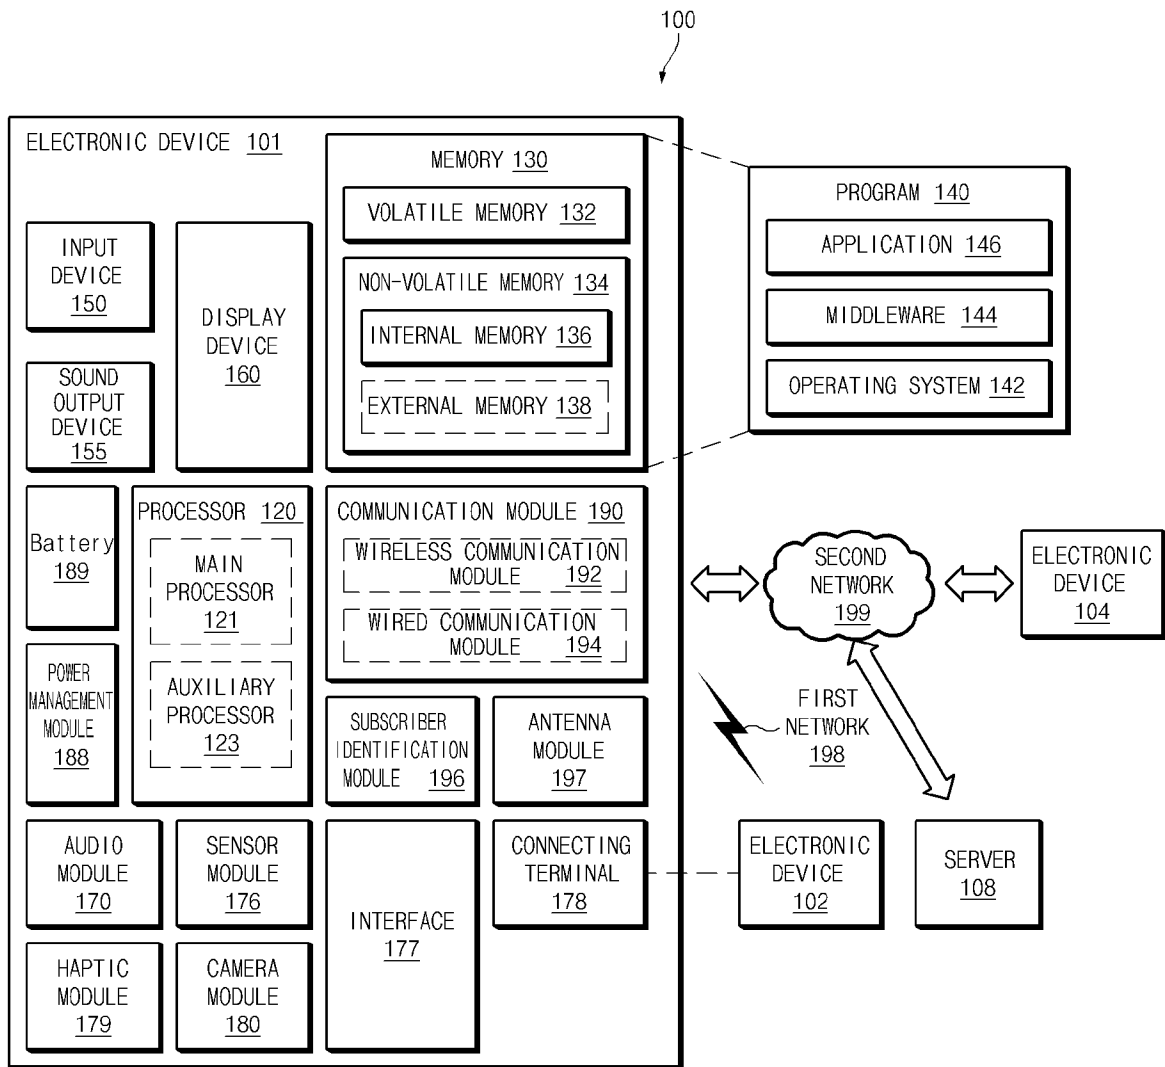 100
ELECTRONIC DEVICE 101
MEMORY 130
VOLATILE MEMORY 132
NON-VOLATILE MEMORY 134
INTERNAL MEMORY 136
EXTERNAL MEMORY 138
PROGRAM 140
APPLICATION 146
MIDDLEWARE 144
OPERATING SYSTEM 142
INPUT
DEVICE
150
DISPLAY
DEVICE
160
SOUND
OUTPUT
DEVICE
155
Battery
189
PROCESSOR 120
MAIN
PROCESSOR
121
AUXILIARY
PROCESSOR
123
POWER
MANAGEMENT
MODULE
188
COMMUNICATION MODULE 190
WIRELESS COMMUNICATION
MODULE 192
WIRED COMMUNICATION
MODULE 194
SUBSCRIBER
IDENTIFICATION
MODULE 196
ANTENNA
MODULE
197
SECOND
NETWORK
199
ELECTRONIC
DEVICE
104
FIRST
NETWORK
198
AUDIO
MODULE
170
SENSOR
MODULE
176
INTERFACE
177
CONNECTING
TERMINAL
178
ELECTRONIC
DEVICE
102
SERVER
108
HAPTIC
MODULE
179
CAMERA
MODULE
180